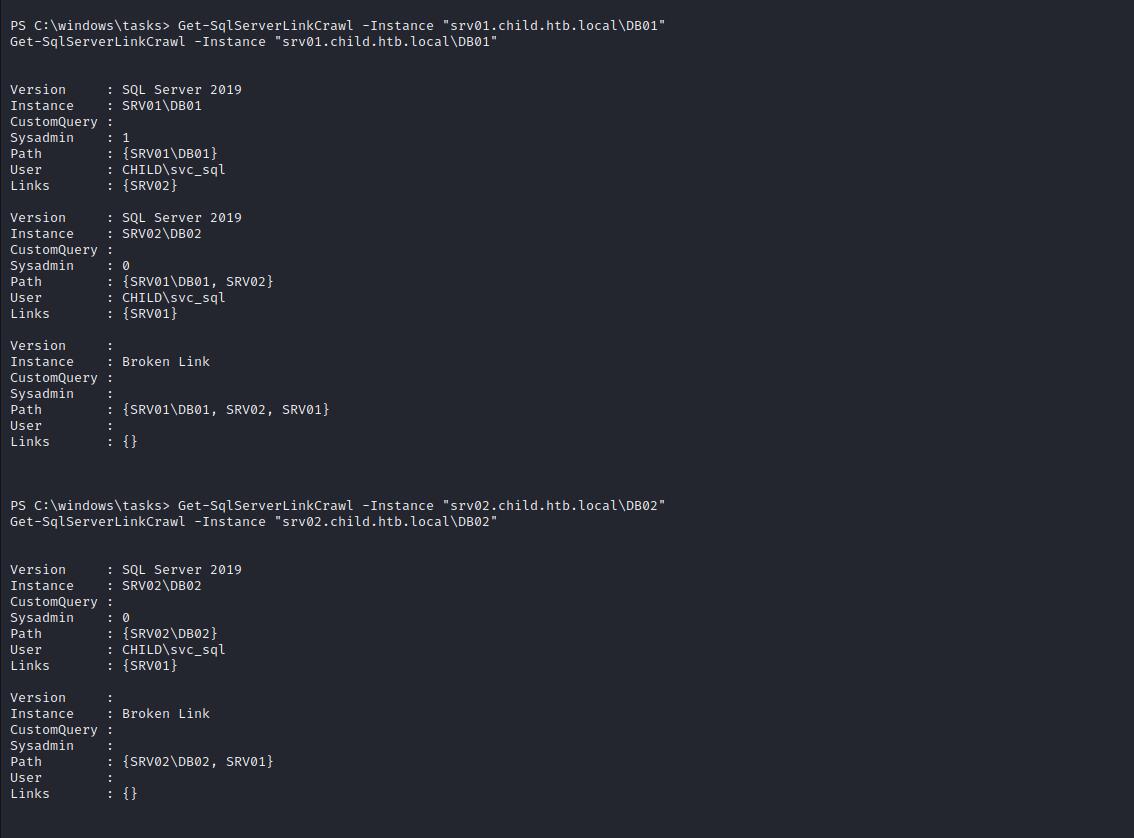 PS C:\windows\tasks> Get-SqlServerLinkCrawl -Instance "srv01.child.htb.local\DB01"
Get-SqlServerLinkCrawl -Instance "srv01.child.htb.local\DB01"
Version     : SQL Server 2019
Instance    : SRV01\DB01
CustomQuery :
Sysadmin    : 1
Path        : {SRV01\DB01}
User        : CHILD\svc_sql
Links       : {SRV02}
Version     : SQL Server 2019
Instance    : SRV02\DB02
CustomQuery :
Sysadmin    : 0
Path        : {SRV01\DB01, SRV02}
User        : CHILD\svc_sql
Links       : {SRV01}
Version     :
Instance    : Broken Link
CustomQuery :
Sysadmin    :
Path        : {SRV01\DB01, SRV02, SRV01}
User        :
Links       : {}
PS C:\windows\tasks> Get-SqlServerLinkCrawl -Instance "srv02.child.htb.local\DB02"
Get-SqlServerLinkCrawl -Instance "srv02.child.htb.local\DB02"
Version     : SQL Server 2019
Instance    : SRV02\DB02
CustomQuery :
Sysadmin    : 0
Path        : {SRV02\DB02}
User        : CHILD\svc_sql
Links       : {SRV01}
Version     :
Instance    : Broken Link
CustomQuery :
Sysadmin    :
Path        : {SRV02\DB02, SRV01}
User        :
Links       : {}